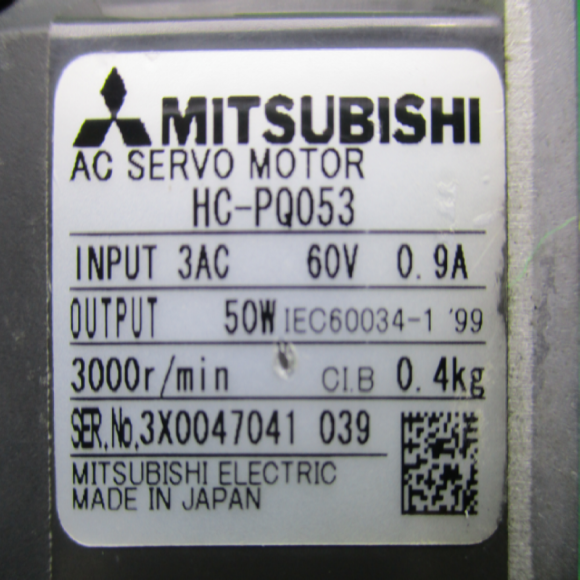 MITSUBISHI
AC SERVO MOTOR
HC-PQ053
INPUT 3AC 60V 0.9A
OUTPUT 50W IEC60034-1 '99
3000r/min CI.B 0.4kg
SER.No.3X0047041 039
MITSUBISHI ELECTRIC
MADE IN JAPAN